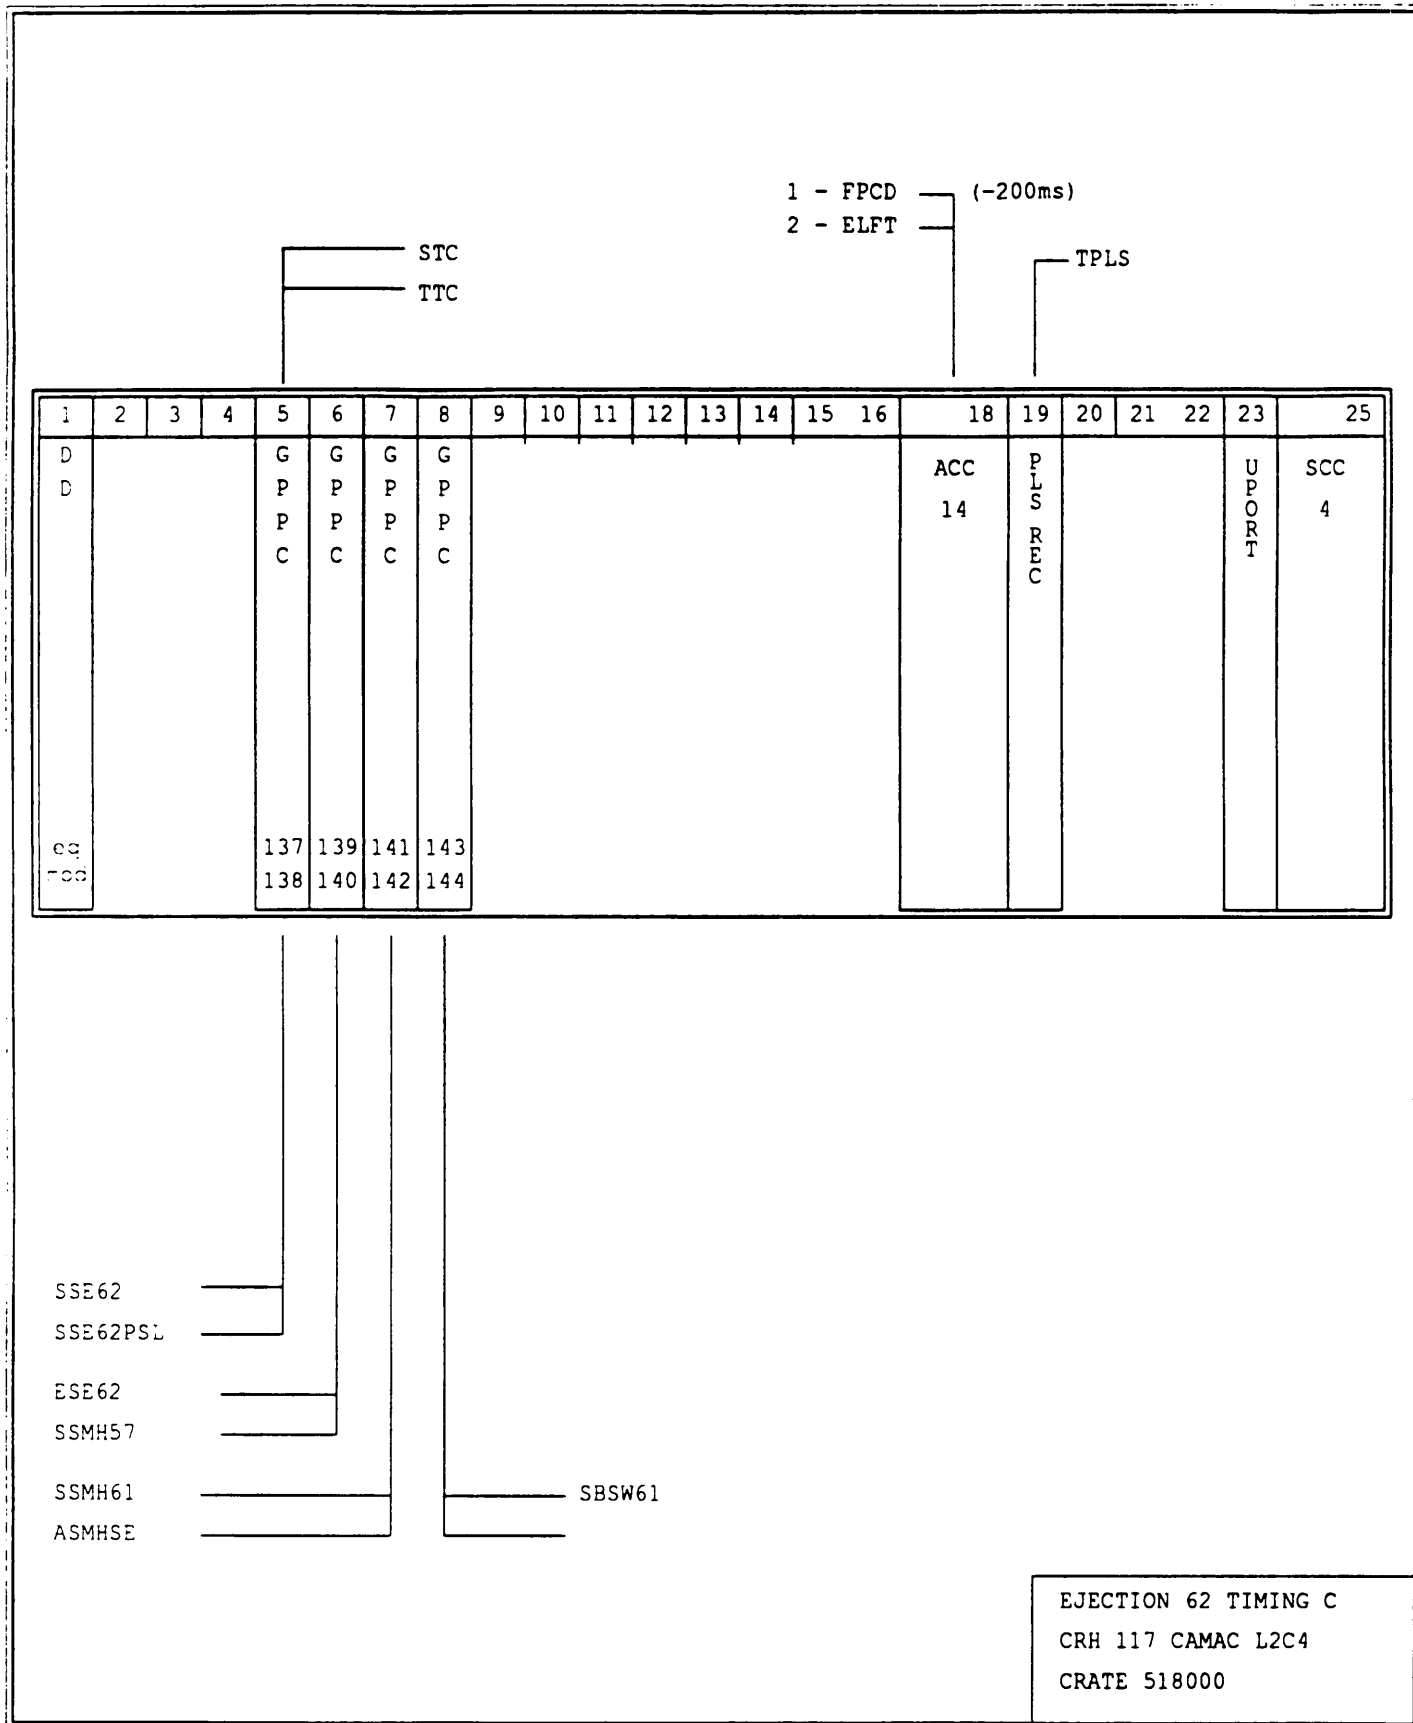 1 - FPCD (-200ms)
2 - ELFT
STC
TPLS
TTC
1 2 3 4 5 6 7 8 9 10 11 12 13 14 15 16 18 19 20 21 22 23 25
D D
G P P C
G P P C
G P P C
G P P C
ACC 14
PLS REC
UPORT
SCC 4
eq 137 139 141 143
mod 138 140 142 144
SSE62
SSE62PSL
ESE62
SSMH57
SSMH61 SBSW61
ASMHSE
EJECTION 62 TIMING C
CRH 117 CAMAC L2C4
CRATE 518000